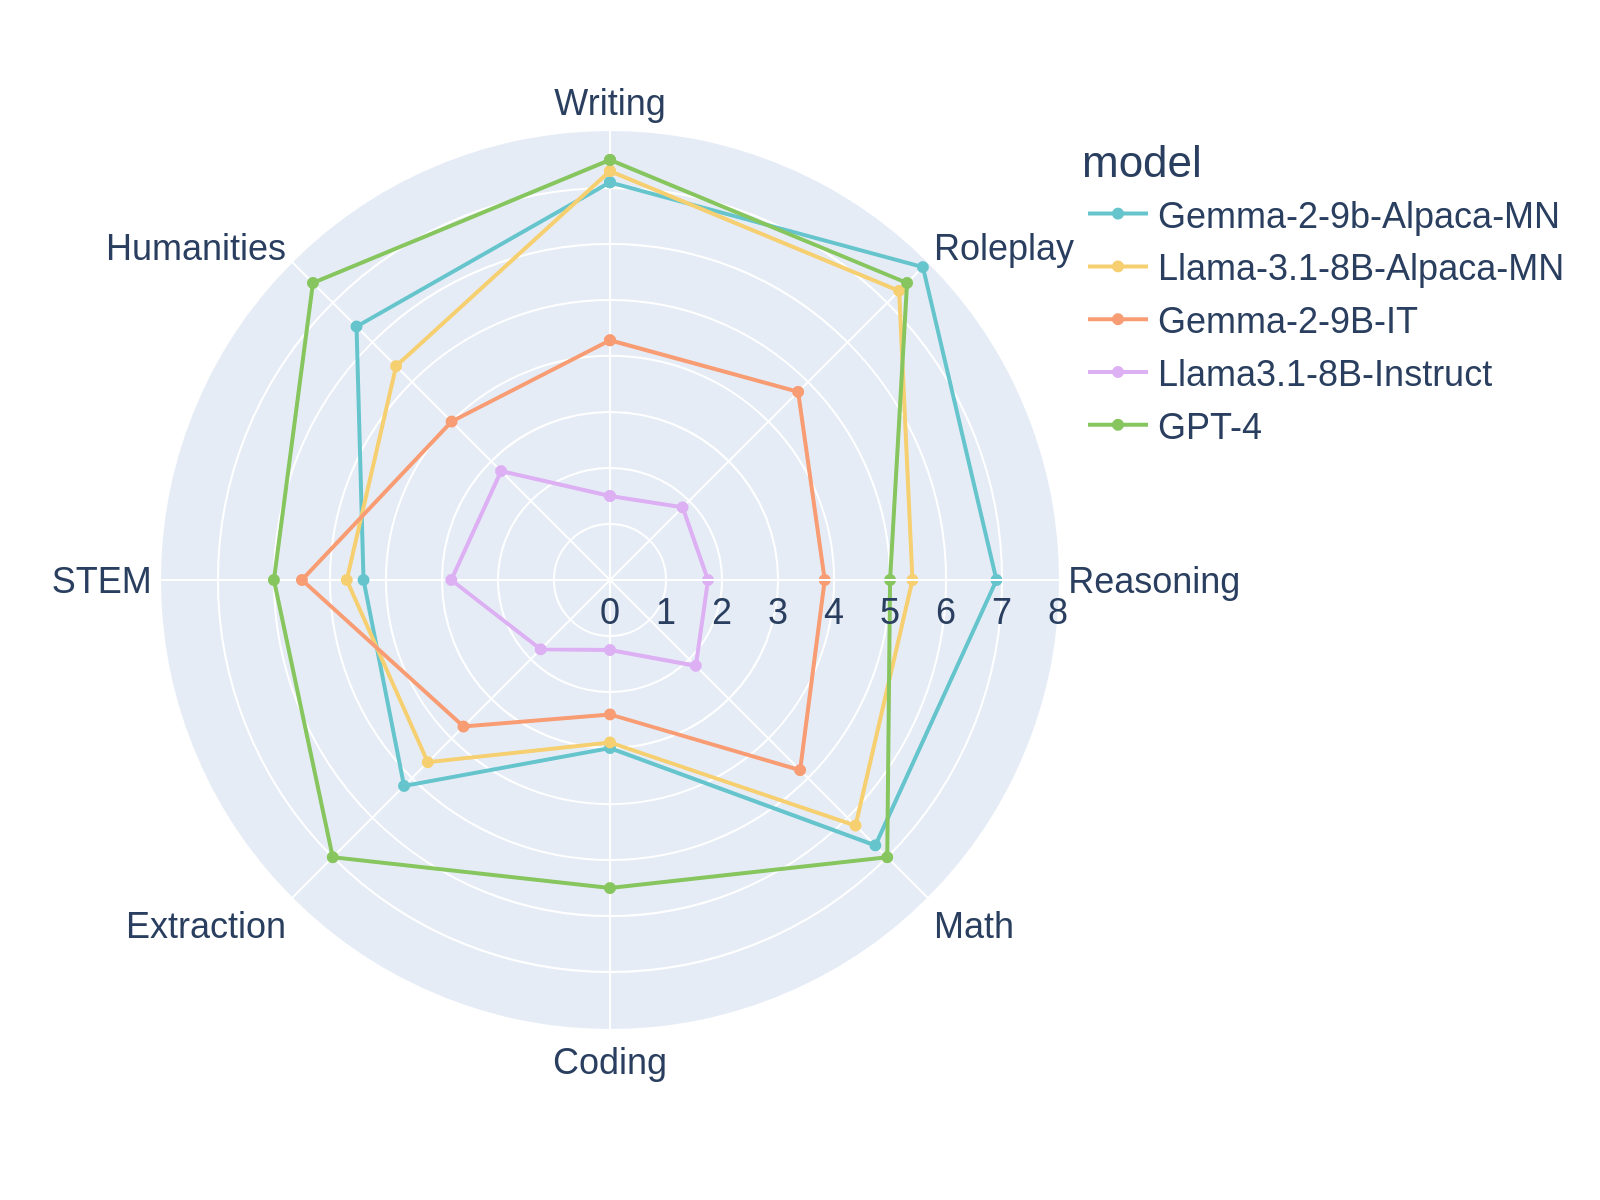 Writing
model
Gemma-2-9b-Alpaca-MN
Humanities
Roleplay
Llama-3.1-8B-Alpaca-MN
Gemma-2-9B-IT
Llama3.1-8B-Instruct
GPT-4
STEM
Reasoning
0 1 2 3 4 5 6 7 8
Extraction
Math
Coding